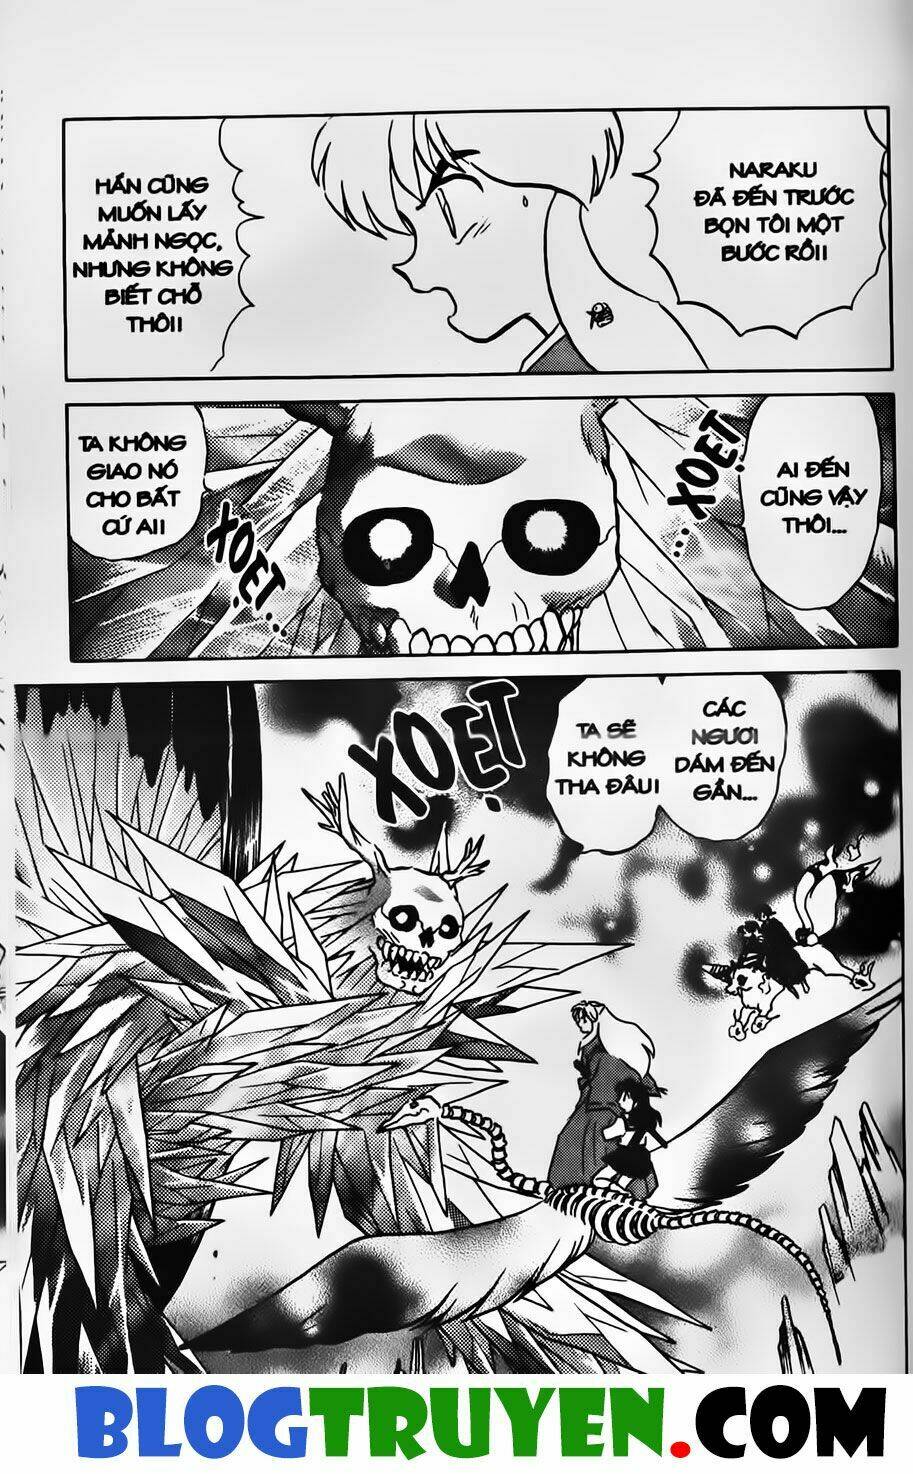 NARAKU
ĐÃ ĐẾN TRƯỚC
BỌN TÔI MỘT
BƯỚC RỒI!
HẮN CŨNG
MUỐN LẤY
MẢNH NGỌC,
NHƯNG KHÔNG
BIẾT CHỖ
THÔI!
AI ĐẾN
CŨNG VẬY
THÔI...
XOẸT
...
TA KHÔNG
GIAO NÓ
CHO BẤT
CỨ AI!
XOẸT
...
CÁC
NGƯƠI
DÁM ĐẾN
GẦN...
TA SẼ
KHÔNG
THA ĐÂU!
XOẸT
BLOGTRUYEN.COM